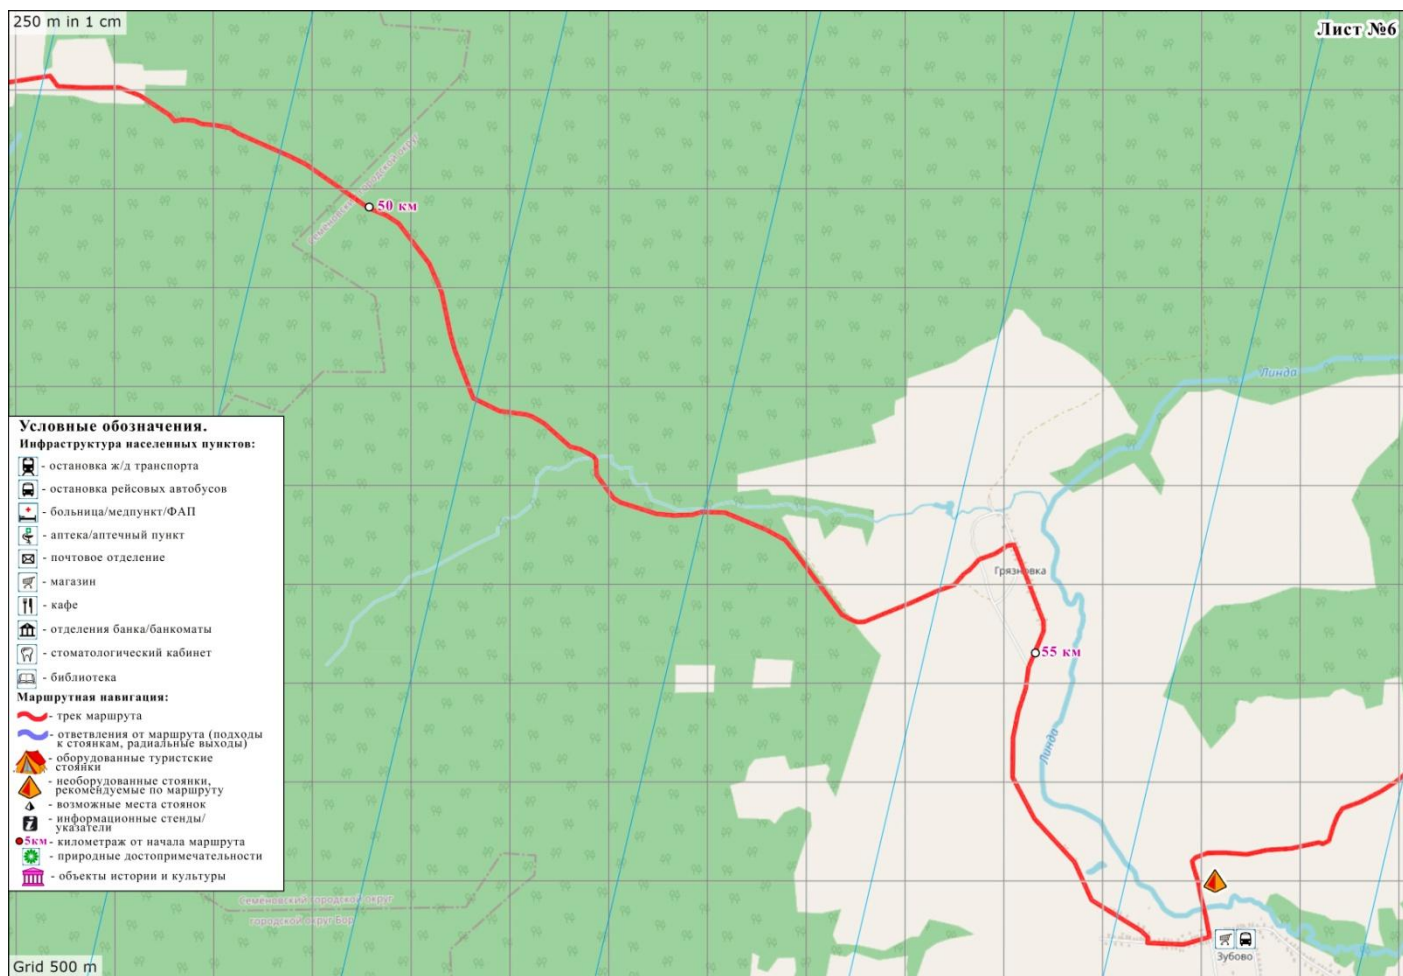 250 m in 1 cm
Лист №6
Семёновский городской округ
50 км
Линда
Условные обозначения.
Инфраструктура населенных пунктов:
- остановка ж/д транспорта
- остановка рейсовых автобусов
- больница/медпункт/ФАП
- аптека/аптечный пункт
- почтовое отделение
- магазин
- кафе
- отделения банка/банкоматы
- стоматологический кабинет
- библиотека
Маршрутная навигация:
- трек маршрута
- ответвления от маршрута (подходы
к стоянкам, радиальные выходы)
- оборудованные туристские
стоянки
- необорудованные стоянки,
рекомендуемые по маршруту
- возможные места стоянок
- информационные стенды/
указатели
5км - километраж от начала маршрута
- природные достопримечательности
- объекты истории и культуры
Грязновка
55 км
Линда
Семёновский городской округ
городской округ Бор
Зубово
Grid 500 m